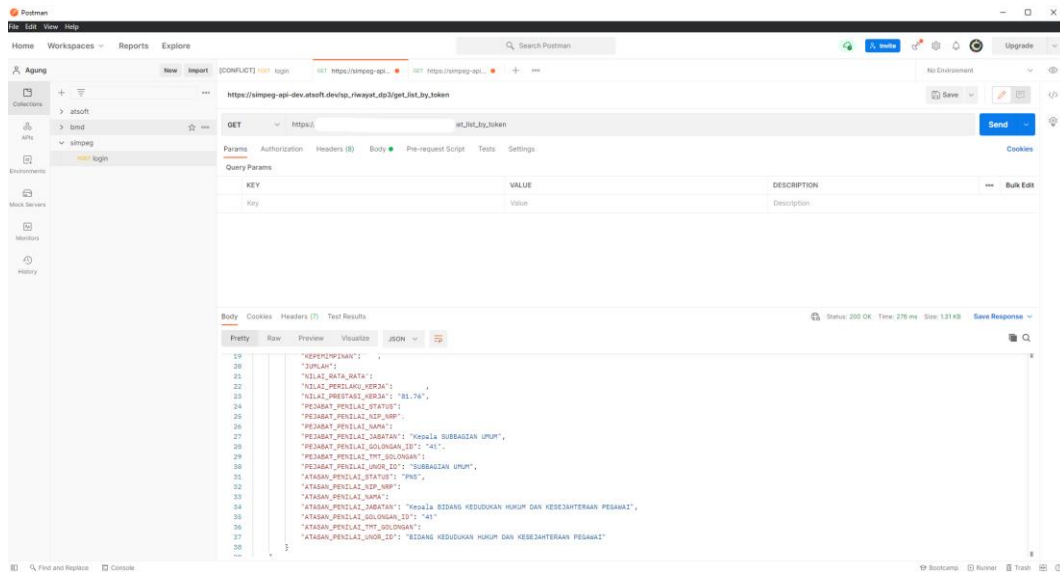 Postman
File Edit View Help
Home Workspaces Reports Explore Search Postman Invite Upgrade
Agung New Import [CONFLICT] POST login GET https://simpeg-api... GET https://simpeg-api... + ooo No Environment
https://simpeg-api-dev.atsoft.dev/sp_riwayat_dp3/get_list_by_token Save
Collections
APIs
Environments
Mock Servers
Monitors
History
atsoft
bmd
simpeg
POST login
GET https:/ et_list_by_token Send
Params Authorization Headers (8) Body Pre-request Script Tests Settings Cookies
Query Params
KEY VALUE DESCRIPTION ooo Bulk Edit
Key Value Description
Body Cookies Headers (7) Test Results Status: 200 OK Time: 276 ms Size: 1.31 KB Save Response
Pretty Raw Preview Visualize JSON
19 "KEPEMIMPINAN": ,
20 "JUMLAH":
21 "NILAI_RATA_RATA":
22 "NILAI_PERILAKU_KERJA": ,
23 "NILAI_PRESTASI_KERJA": "81.76",
24 "PEJABAT_PENILAI_STATUS":
25 "PEJABAT_PENILAI_NIP_NRP":
26 "PEJABAT_PENILAI_NAMA":
27 "PEJABAT_PENILAI_JABATAN": "Kepala SUBBAGIAN UMUM",
28 "PEJABAT_PENILAI_GOLONGAN_ID": "41",
29 "PEJABAT_PENILAI_TMT_GOLONGAN":
30 "PEJABAT_PENILAI_UNOR_ID": "SUBBAGIAN UMUM",
31 "ATASAN_PENILAI_STATUS": "PNS",
32 "ATASAN_PENILAI_NIP_NRP":
33 "ATASAN_PENILAI_NAMA":
34 "ATASAN_PENILAI_JABATAN": "Kepala BIDANG KEDUDUKAN HUKUM DAN KESEJAHTERAAN PEGAWAI",
35 "ATASAN_PENILAI_GOLONGAN_ID": "41"
36 "ATASAN_PENILAI_TMT_GOLONGAN":
37 "ATASAN_PENILAI_UNOR_ID": "BIDANG KEDUDUKAN HUKUM DAN KESEJAHTERAAN PEGAWAI"
38 }
Find and Replace Console Bootcamp Runner Trash